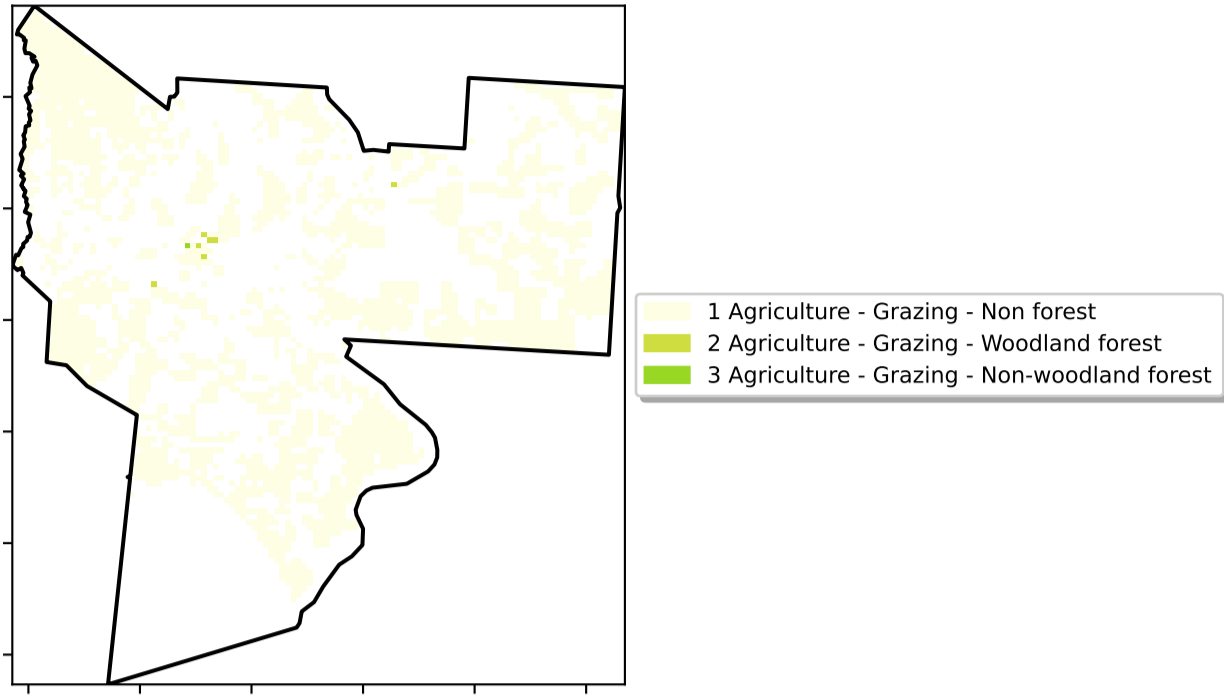 1 Agriculture - Grazing - Non forest
2 Agriculture - Grazing - Woodland forest
3 Agriculture - Grazing - Non-woodland forest